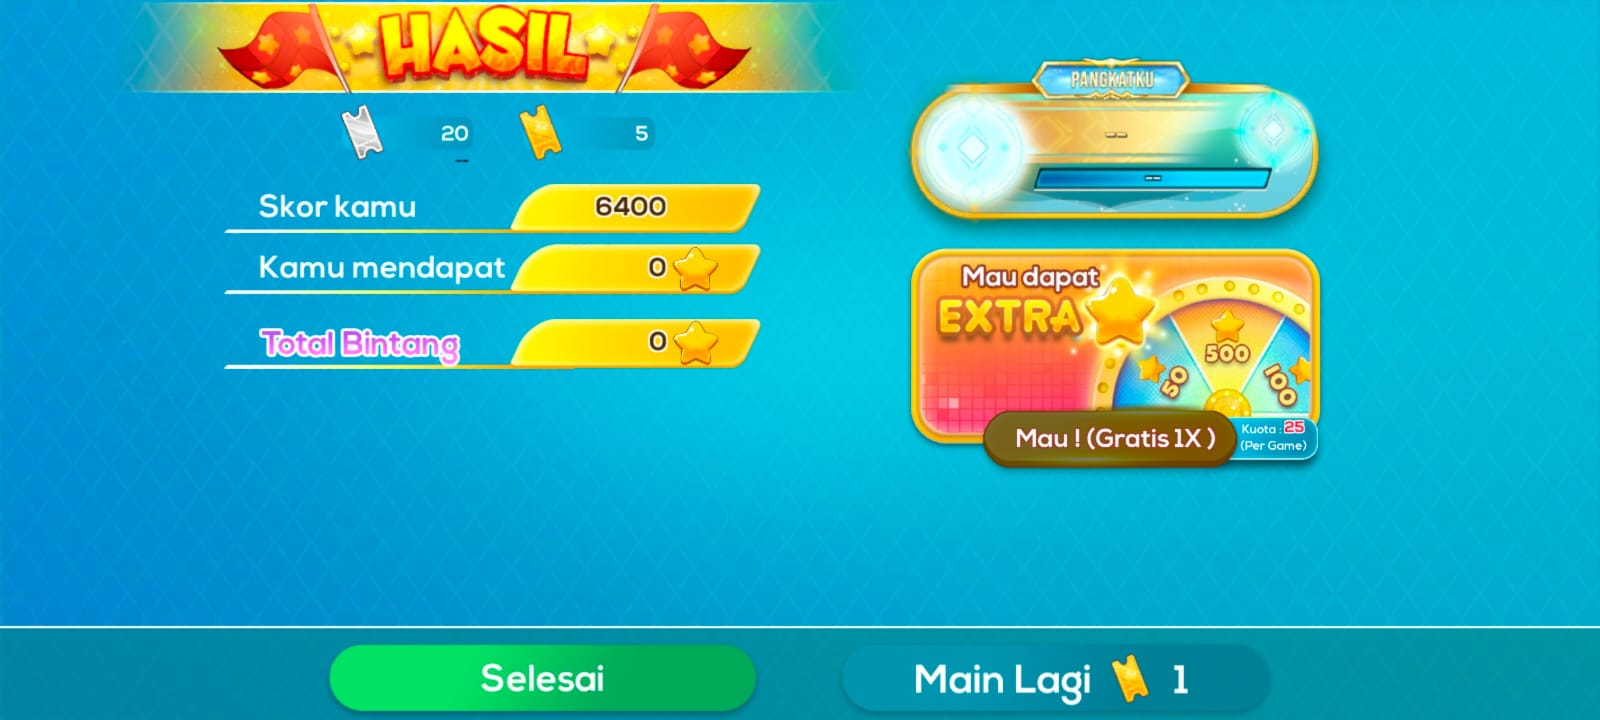 HASIL
20
5
--
Skor kamu
6400
Kamu mendapat
0
Total Bintang
0
PANGKATKU
--
--
Mau dapat
EXTRA
50
500
100
Mau ! (Gratis 1X )
Kuota : 25
(Per Game)
Selesai
Main Lagi 1